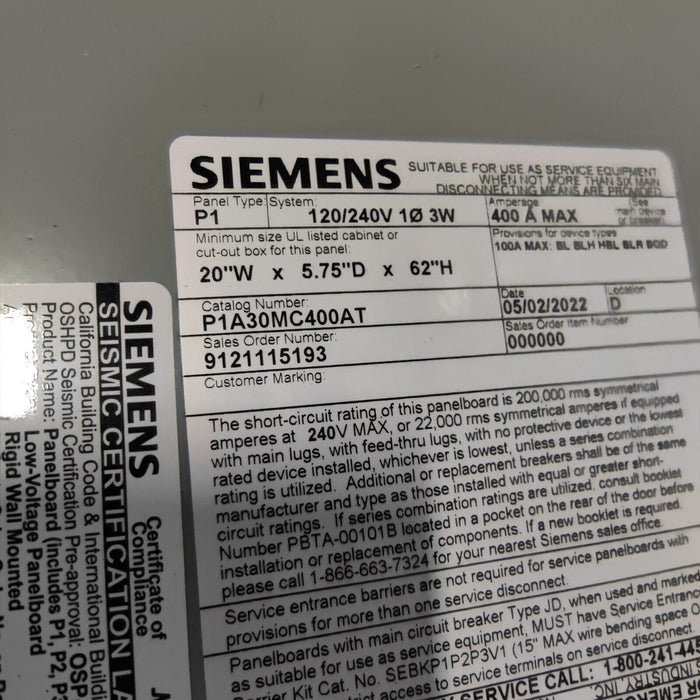 SIEMENS
SUITABLE FOR USE AS SERVICE EQUIPMENT
WHEN NOT MORE THAN SIX MAIN
DISCONNECTING MEANS ARE PROVIDED
Panel Type:
P1
System:
120/240V 1Ø 3W
Amperage
400 A MAX
(See
main device
or breaker)
Minimum size UL listed cabinet or
cut-out box for this panel:
20"W x 5.75"D x 62"H
Provisions for device types
100A MAX: BL BLH HBL BLR BQD
Catalog Number:
P1A30MC400AT
Date
05/02/2022
Location
D
Sales Order Number:
9121115193
Sales Order Item Number
000000
Customer Marking:
The short-circuit rating of this panelboard is 200,000 rms symmetrical
amperes at 240V MAX, or 22,000 rms symmetrical amperes if equipped
with main lugs, with feed-thru lugs, with no protective device or the lowest
rated device installed, whichever is lowest, unless a series combination
rating is utilized. Additional or replacement breakers shall be of the same
manufacturer and type as those installed with equal or greater short-
circuit ratings. If series combination ratings are utilized, consult booklet
Number PBTA-00101B located in a pocket on the rear of the door before
installation or replacement of components. If a new booklet is required,
please call 1-866-663-7324 for your nearest Siemens sales office.
Service entrance barriers are not required for service panelboards with
provisions for more than one service disconnect.
Panelboards with main circuit breaker Type JD, when used and marked
as suitable for use as service equipment, MUST have Service Entrance
Barrier Kit Cat. No. SEBKP1P2P3V1 (15" MAX wire bending space
access to service terminals on service disconnect.
SERVICE CALL: 1-800-241-445
INDUSTRY, INC.
SIEMENS
Certificate of
Compliance
SEISMIC CERTIFICATION LA
California Building Code & International Buildi
OSHPD Seismic Certification Pre-approval: OSP
Product Name: Panelboard (includes P1, P2, P3
Low-Voltage Panelboard
Rigid Wall Mounted